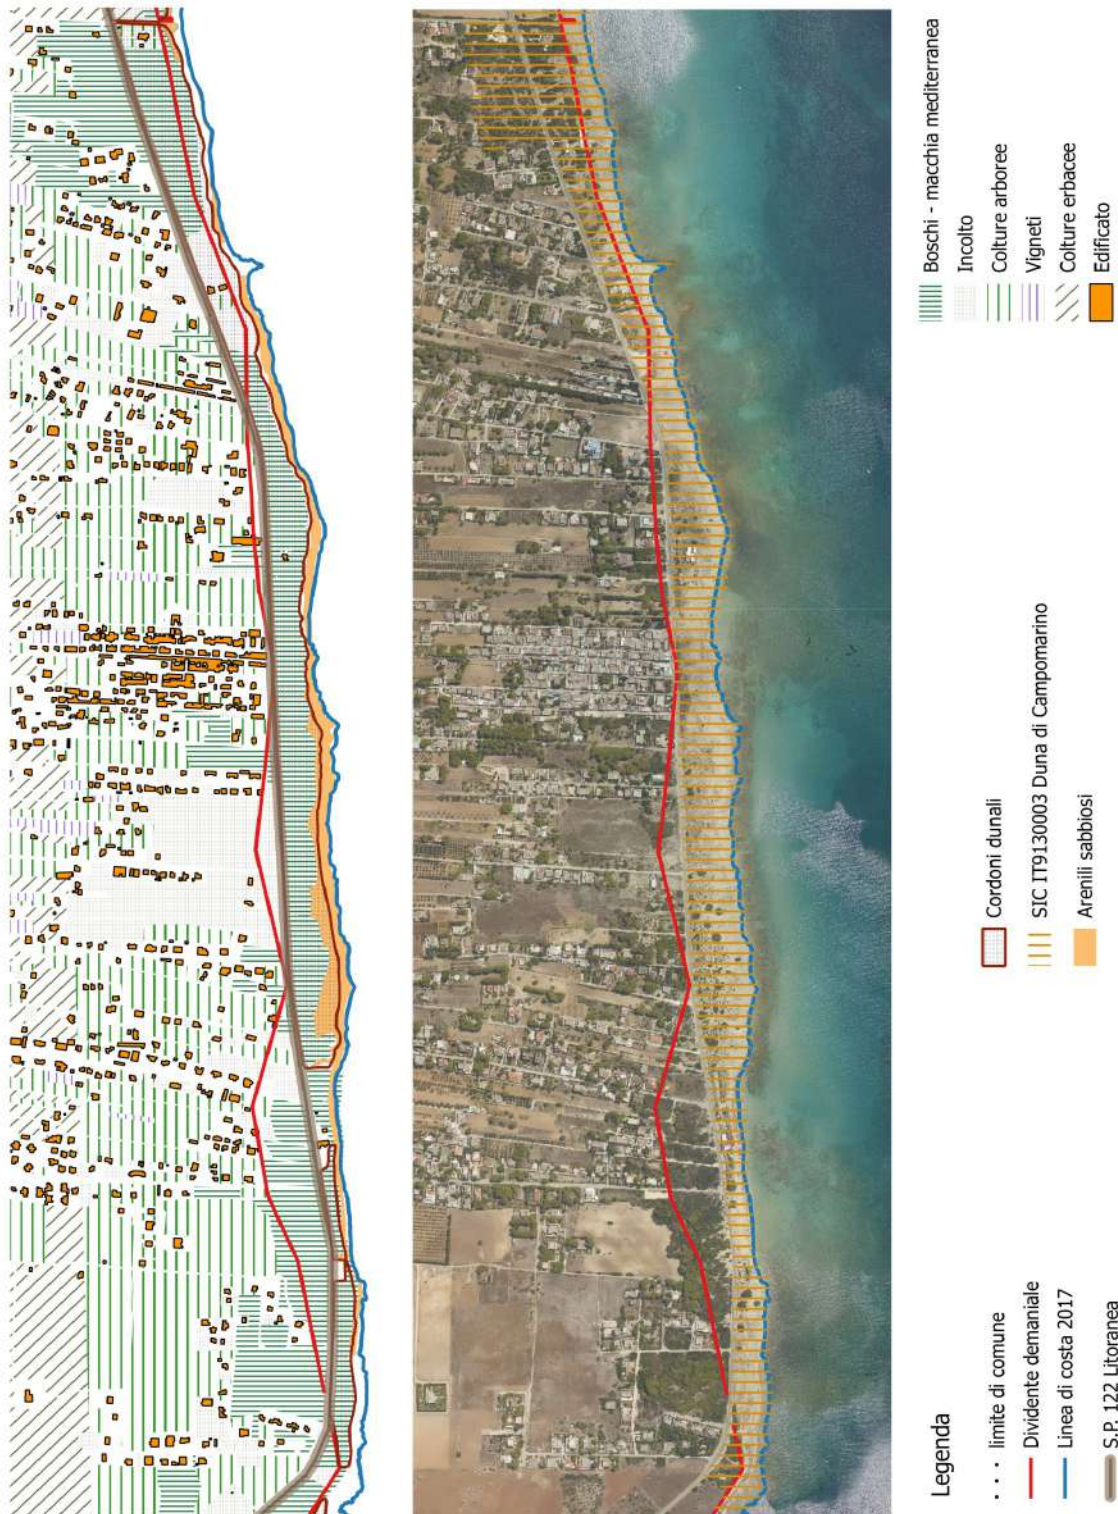 Legenda
limite di comune
Dividente demaniale
Linea di costa 2017
S.P. 122 Litoranea
Cordoni dunali
SIC IT9130003 Duna di Campomarino
Arenili sabbiosi
Boschi - macchia mediterranea
Incolto
Colture arboree
Vigneti
Colture erbacee
Edificato